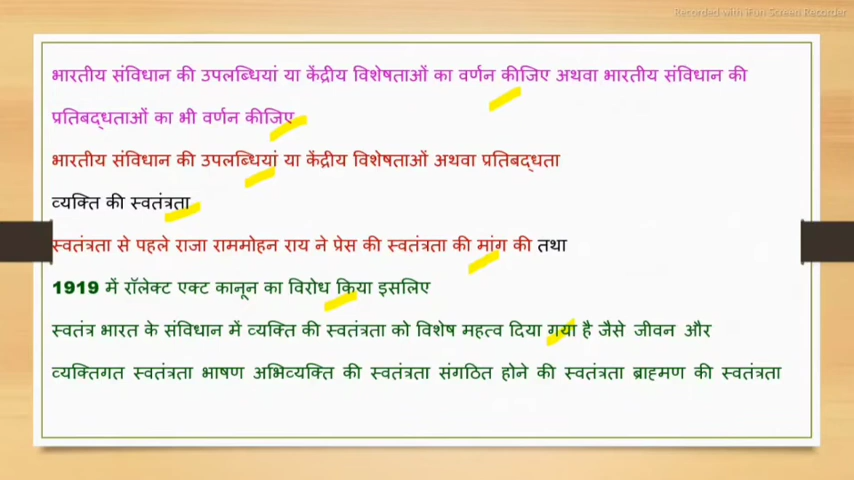 Recorded with iFun Screen Recorder
भारतीय संविधान की उपलब्धियां या केंद्रीय विशेषताओं का वर्णन कीजिए अथवा भारतीय संविधान की
प्रतिबद्धताओं का भी वर्णन कीजिए
भारतीय संविधान की उपलब्धियां या केंद्रीय विशेषताओं अथवा प्रतिबद्धता
व्यक्ति की स्वतंत्रता
स्वतंत्रता से पहले राजा राममोहन राय ने प्रेस की स्वतंत्रता की मांग की तथा
1919 में रॉलेक्ट एक्ट कानून का विरोध किया इसलिए
स्वतंत्र भारत के संविधान में व्यक्ति की स्वतंत्रता को विशेष महत्व दिया गया है जैसे जीवन और
व्यक्तिगत स्वतंत्रता भाषण अभिव्यक्ति की स्वतंत्रता संगठित होने की स्वतंत्रता ब्राह्मण की स्वतंत्रता